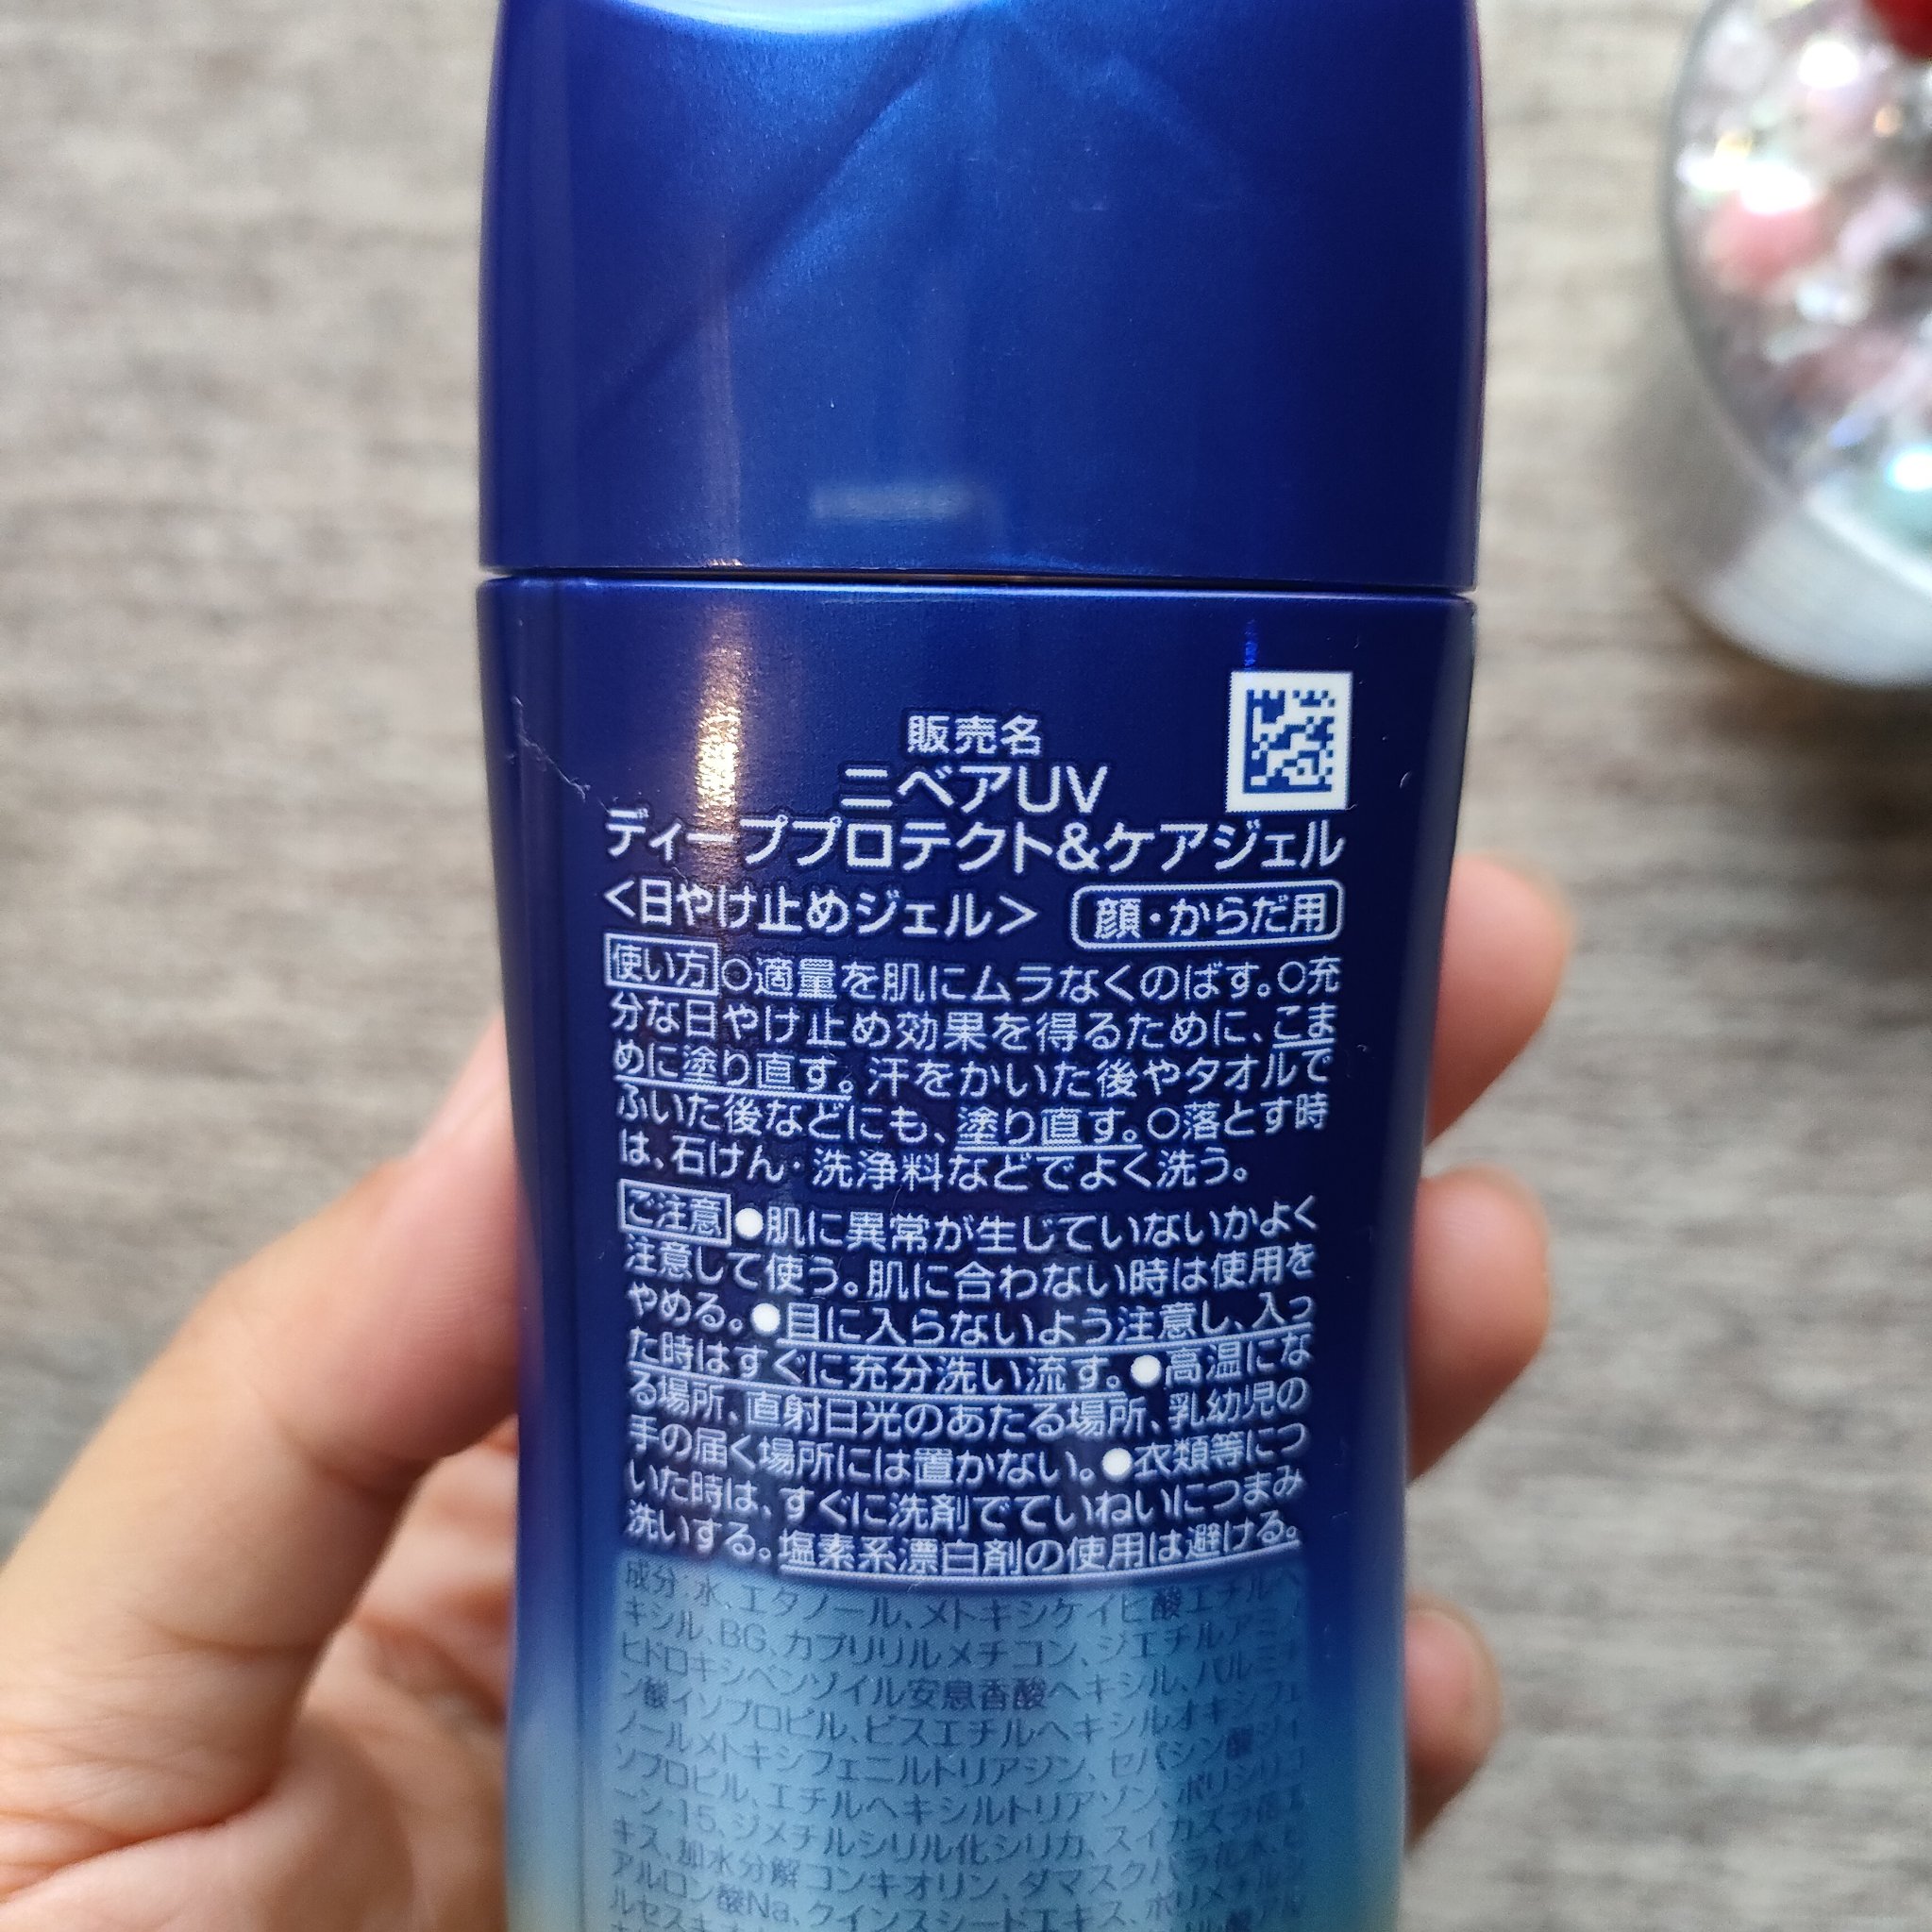 販売名
ニベアUV
ディーププロテクト&ケアジェル
<日やけ止めジェル> 顔・からだ用
使い方 ○適量を肌にムラなくのばす。○充
分な日やけ止め効果を得るために、こま
めに塗り直す。汗をかいた後やタオルで
ふいた後などにも、塗り直す。○落とす時
は、石けん・洗浄料などでよく洗う。
ご注意 ●肌に異常が生じていないかよく
注意して使う。肌に合わない時は使用を
やめる。●目に入らないよう注意し、入っ
た時はすぐに充分洗い流す。●高温にな
る場所、直射日光のあたる場所、乳幼児の
手の届く場所には置かない。●衣類等につ
いた時は、すぐに洗剤でていねいにつまみ
洗いする。塩素系漂白剤の使用は避ける。
成分:水、エタノール、メトキシケイヒ酸エチルヘ
キシル、BG、カプリリルメチコン、ジエチルアミノ
ヒドロキシベンゾイル安息香酸ヘキシル、パルミチ
ン酸イソプロピル、ビスエチルヘキシルオキシフェ
ノールメトキシフェニルトリアジン、セバシン酸ジイ
ソプロピル、エチルヘキシルトリアゾン、ポリシリコ
ーン-15、ジメチルシリル化シリカ、スイカズラ花エ
キス、加水分解コンキオリン、ダマスクバラ花水、ヒ
アルロン酸Na、クインスシードエキス、ポリメチルシ